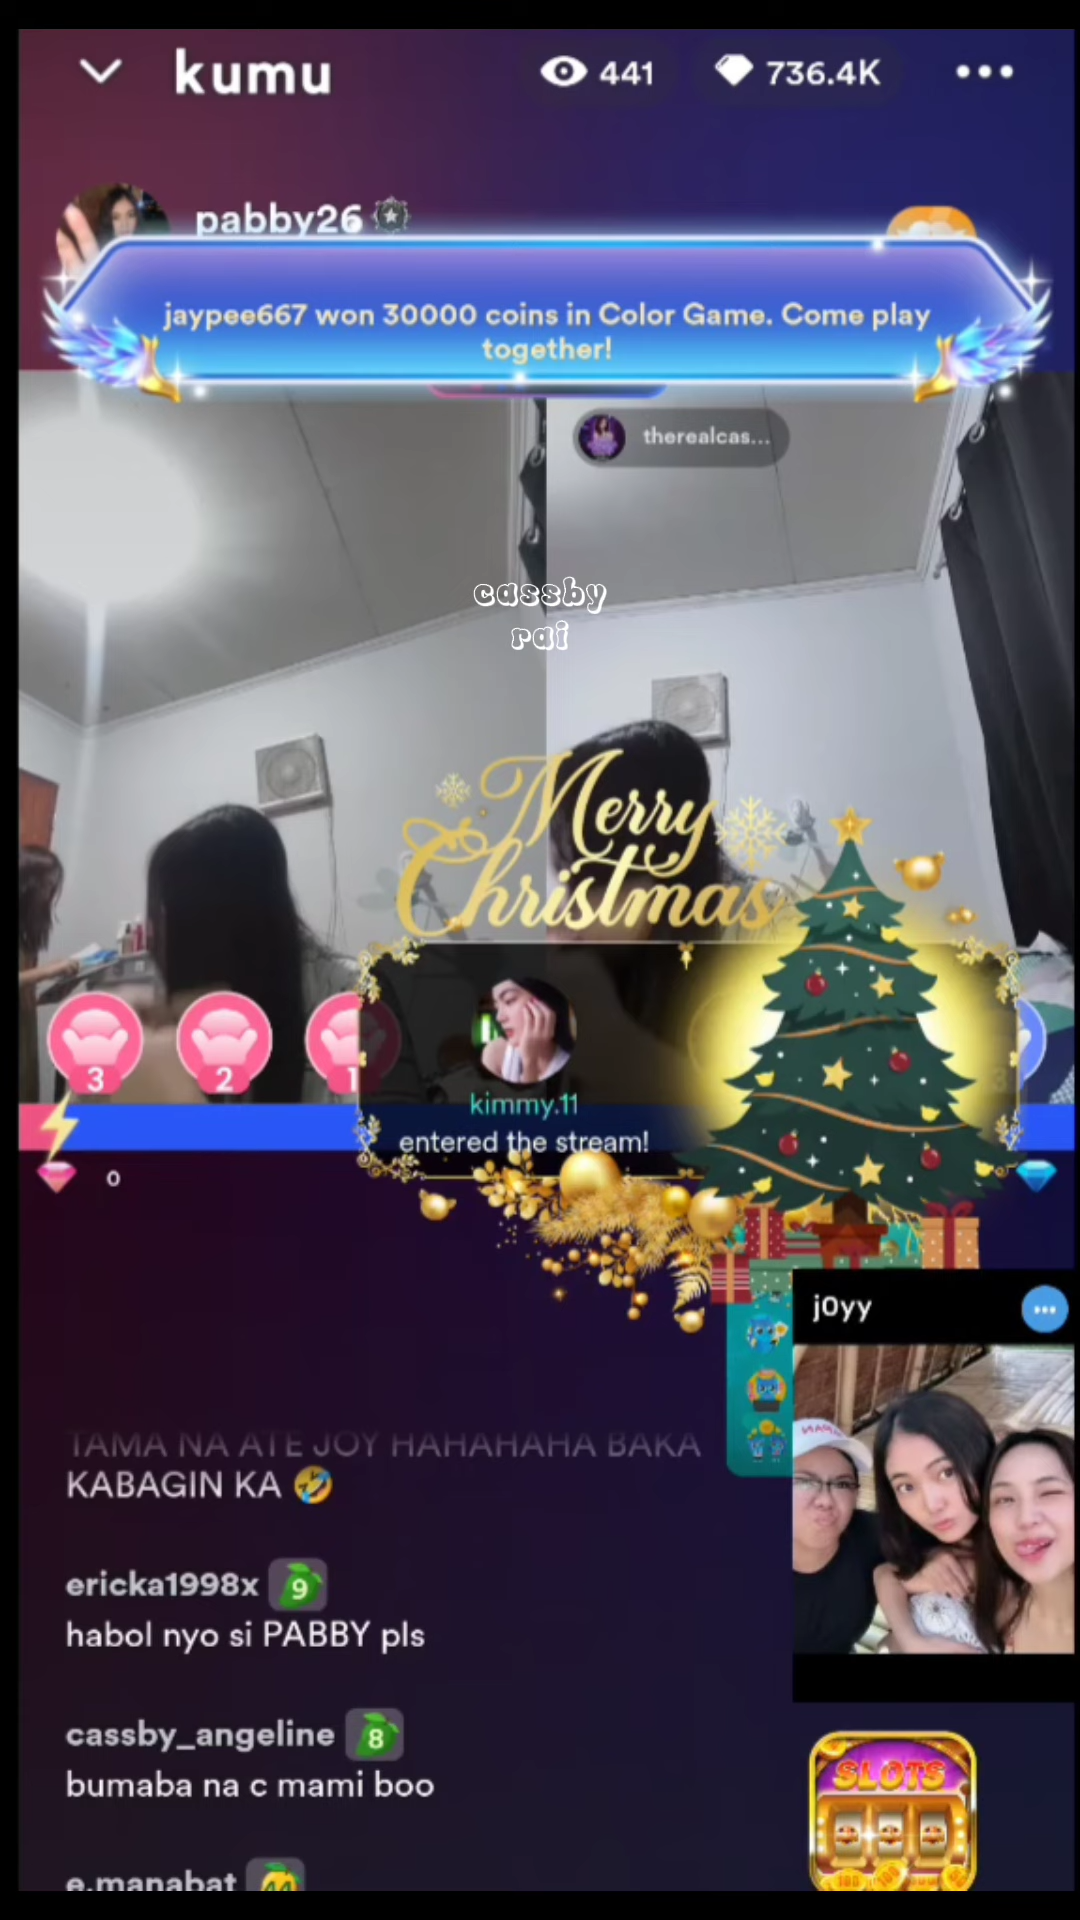 kumu 441 736.4K
pabby26
jaypee667 won 30000 coins in Color Game. Come play
together!
therealcas...
cassby
rai
Merry
Christmas
3 2 1 3
kimmy.11
entered the stream!
0
j0yy
TAMA NA ATE JOY HAHAHAHA BAKA
KABAGIN KA 🤣
ericka1998x 9
habol nyo si PABBY pls
cassby_angeline 8
bumaba na c mami boo
SLOTS
e.manabat 44